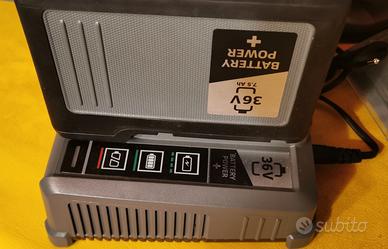 BATTERY
POWER
+
36V
7.5 Ah
BATTERY
POWER
+
36V
subito